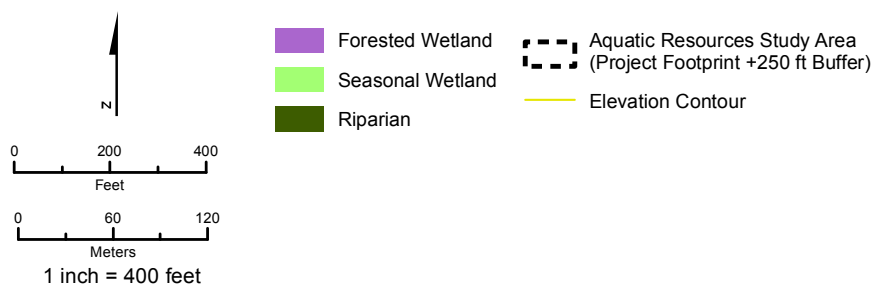 N
0 200 400
Feet
0 60 120
Meters
1 inch = 400 feet
Forested Wetland
Seasonal Wetland
Riparian
Aquatic Resources Study Area
(Project Footprint +250 ft Buffer)
Elevation Contour